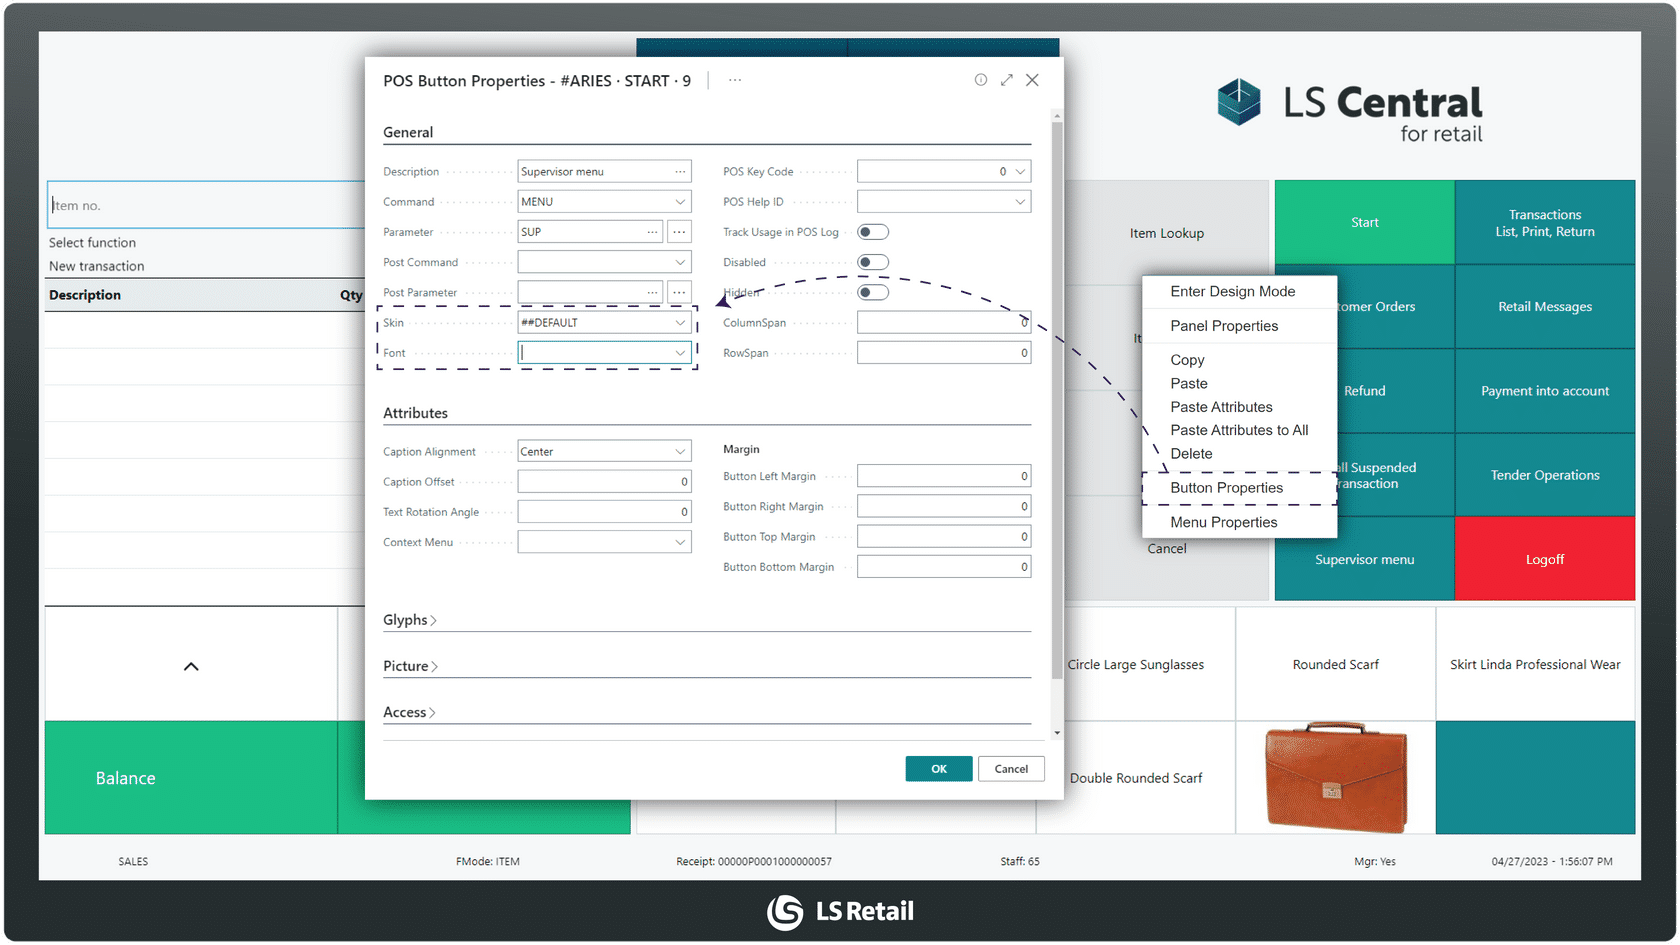 POS Button Properties - #ARIES · START · 9
General
Description
Supervisor menu
Command
MENU
Parameter
SUP
Post Command
Post Parameter
Skin
##DEFAULT
Font
POS Key Code
0
POS Help ID
Track Usage in POS Log
Disabled
Hidden
ColumnSpan
0
RowSpan
0
Attributes
Caption Alignment
Center
Caption Offset
0
Text Rotation Angle
0
Context Menu
Margin
Button Left Margin
0
Button Right Margin
0
Button Top Margin
0
Button Bottom Margin
0
Glyphs
Picture
Access
OK
Cancel
Item no.
Select function
New transaction
Description
Qty
Balance
LS Central
for retail
Item Lookup
It
Cancel
Enter Design Mode
Panel Properties
Copy
Paste
Paste Attributes
Paste Attributes to All
Delete
Button Properties
Menu Properties
Start
Transactions
List, Print, Return
tomer Orders
Retail Messages
Refund
Payment into account
all Suspended
ransaction
Tender Operations
Supervisor menu
Logoff
Circle Large Sunglasses
Rounded Scarf
Skirt Linda Professional Wear
Double Rounded Scarf
SALES
FMode: ITEM
Receipt: 00000P0001000000057
Staff: 65
Mgr: Yes
04/27/2023 - 1:56:07 PM
LS Retail